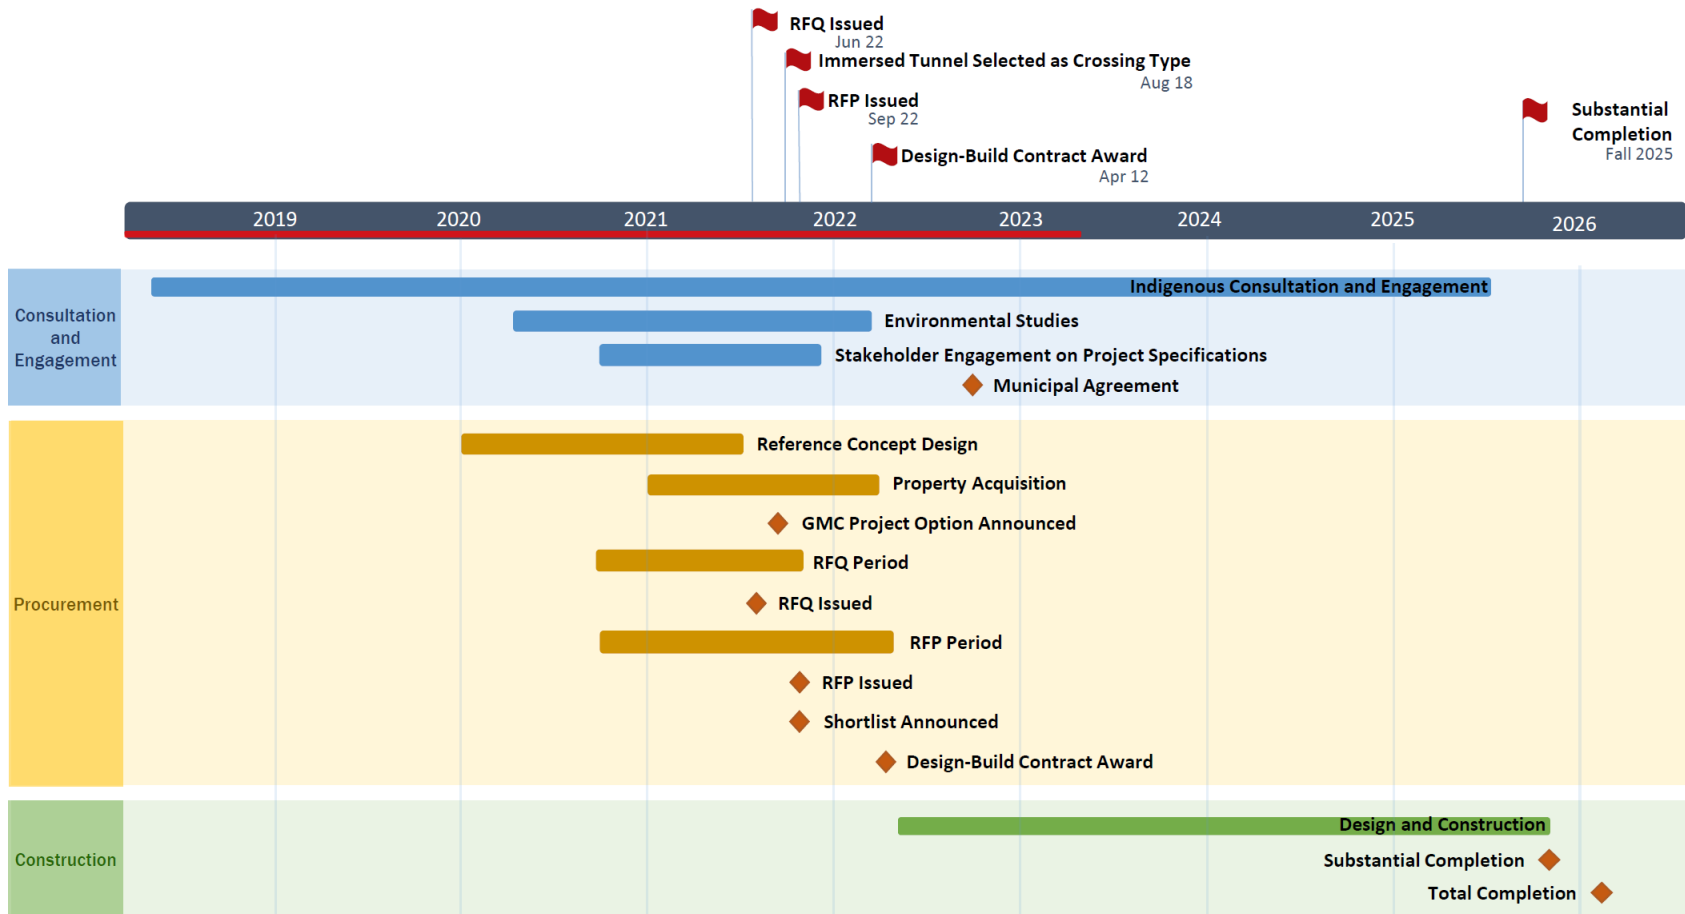 RFQ Issued
Jun 22
Immersed Tunnel Selected as Crossing Type
Aug 18
RFP Issued
Sep 22
Design-Build Contract Award
Apr 12
Substantial
Completion
Fall 2025
2019 2020 2021 2022 2023 2024 2025 2026
Consultation
and
Engagement
Indigenous Consultation and Engagement
Environmental Studies
Stakeholder Engagement on Project Specifications
Municipal Agreement
Procurement
Reference Concept Design
Property Acquisition
GMC Project Option Announced
RFQ Period
RFQ Issued
RFP Period
RFP Issued
Shortlist Announced
Design-Build Contract Award
Construction
Design and Construction
Substantial Completion
Total Completion